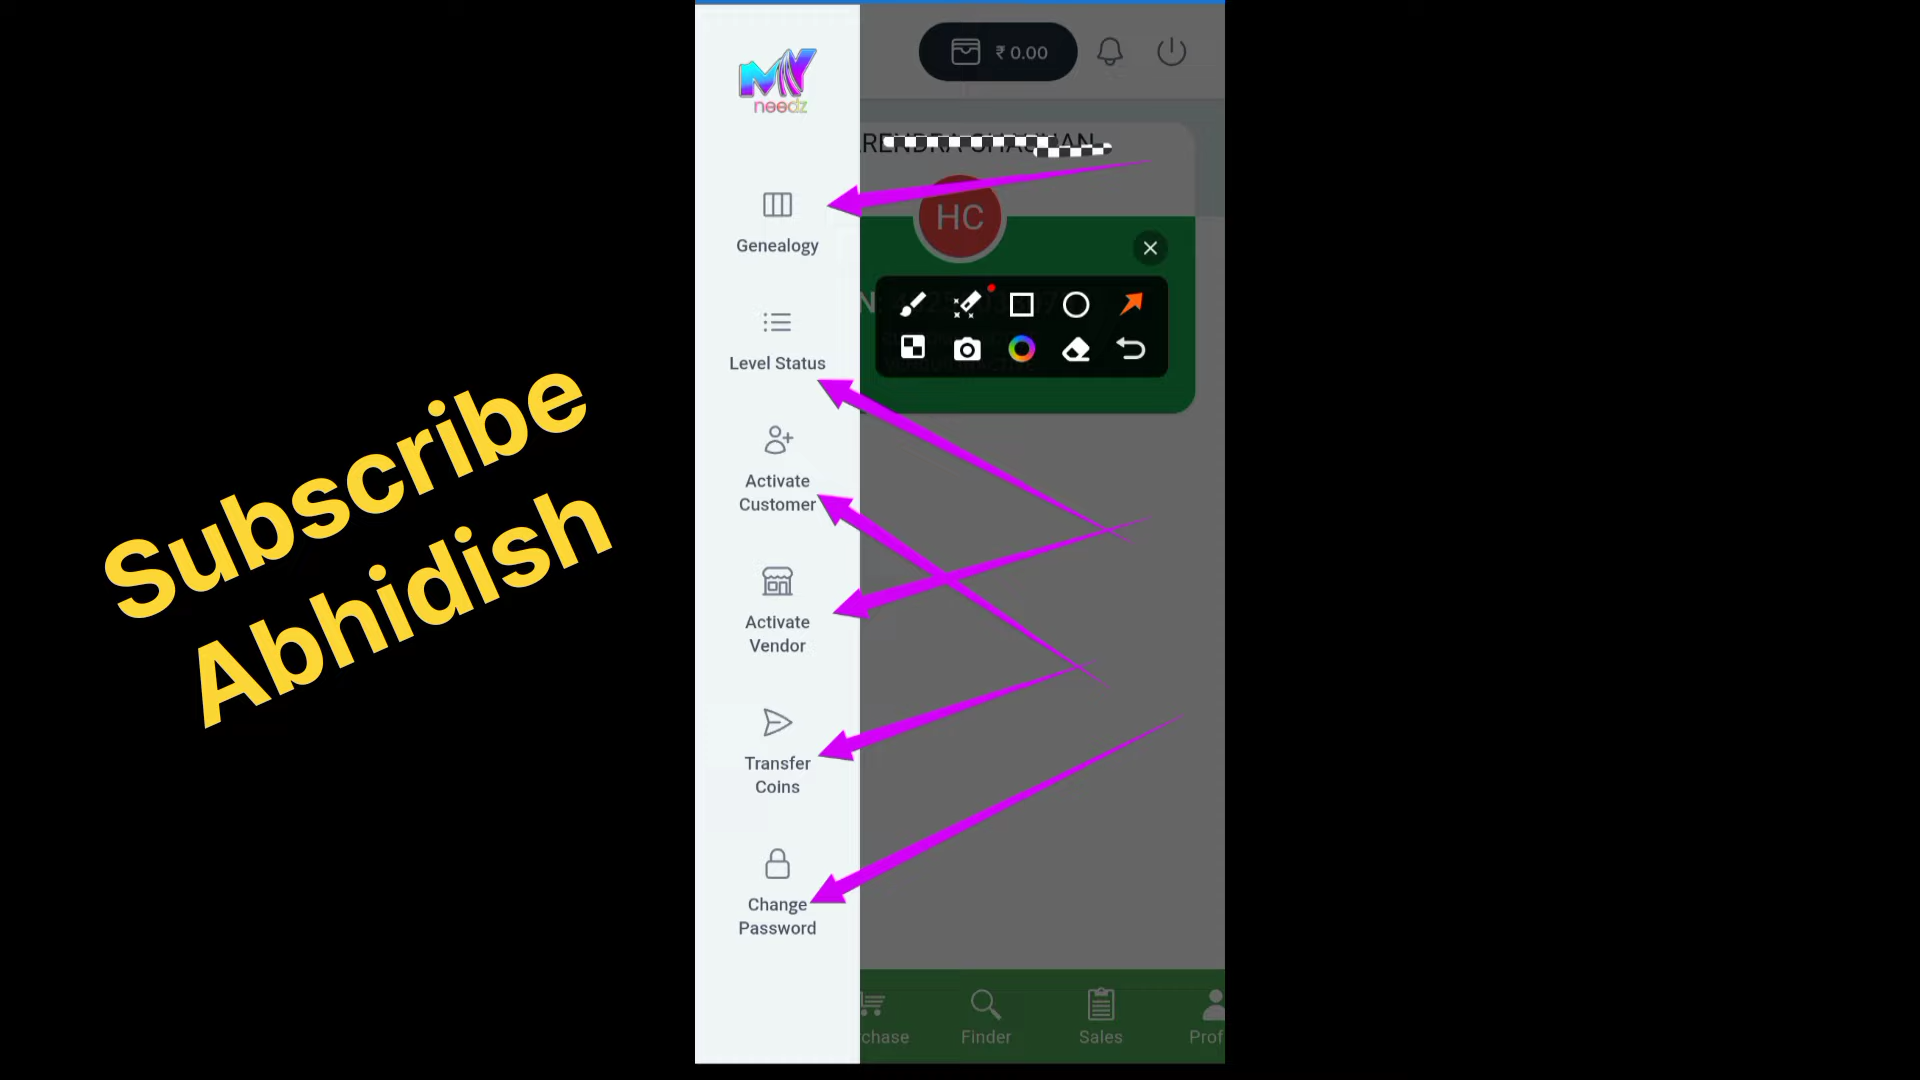 MY
needz
₹ 0.00
HC
Genealogy
Level Status
Activate
Customer
Activate
Vendor
Transfer
Coins
Change
Password
chase
Finder
Sales
Prof
Subscribe
Abhidish